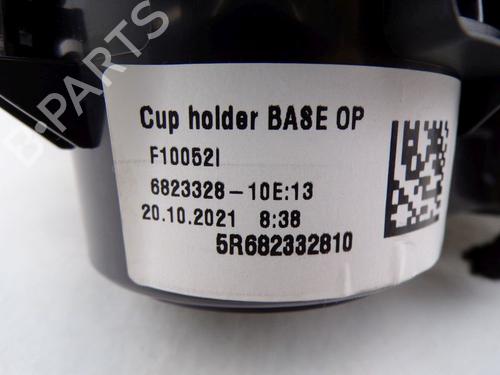 B-PARTS
Cup holder BASE OP
F10052I
6823328-10E:13
20.10.2021 8:38
5R682332810